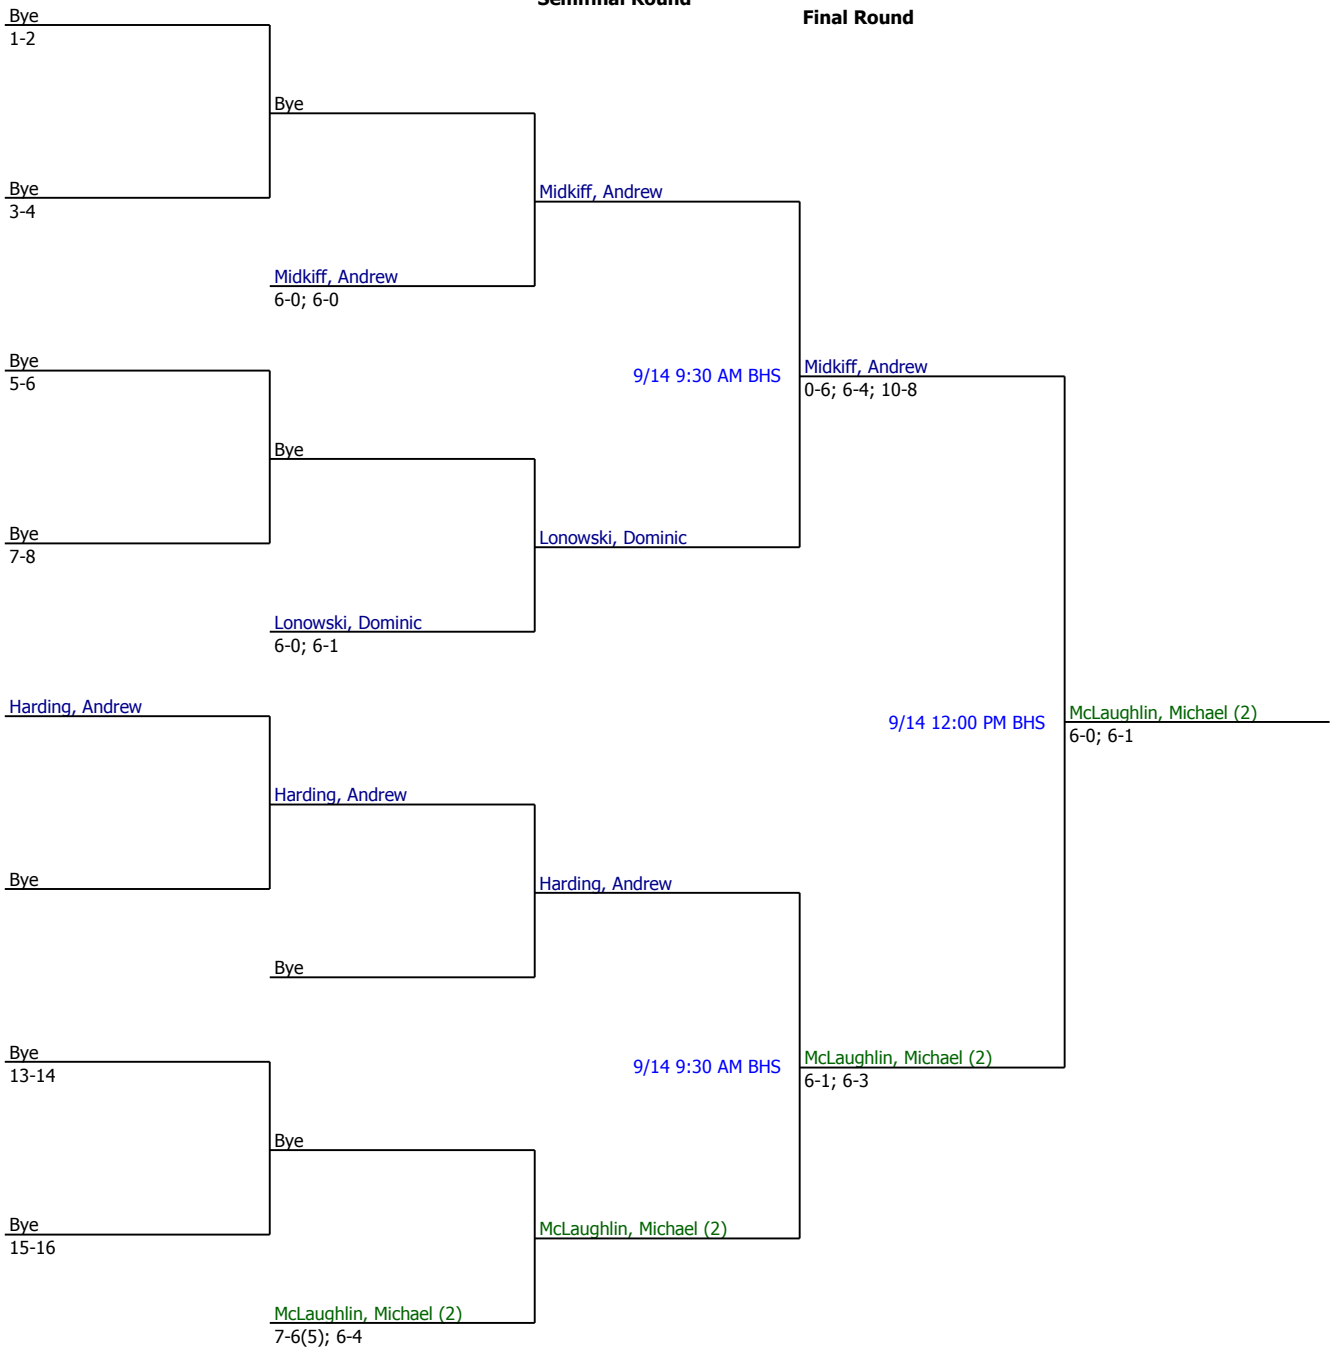 Semifinal Round
Final Round
Bye
1-2
Bye
Bye
3-4
Midkiff, Andrew
Midkiff, Andrew
6-0; 6-0
Bye
5-6
9/14 9:30 AM BHS
Midkiff, Andrew
0-6; 6-4; 10-8
Bye
Bye
7-8
Lonowski, Dominic
Lonowski, Dominic
6-0; 6-1
Harding, Andrew
9/14 12:00 PM BHS
McLaughlin, Michael (2)
6-0; 6-1
Harding, Andrew
Bye
Harding, Andrew
Bye
Bye
13-14
9/14 9:30 AM BHS
McLaughlin, Michael (2)
6-1; 6-3
Bye
Bye
15-16
McLaughlin, Michael (2)
McLaughlin, Michael (2)
7-6(5); 6-4